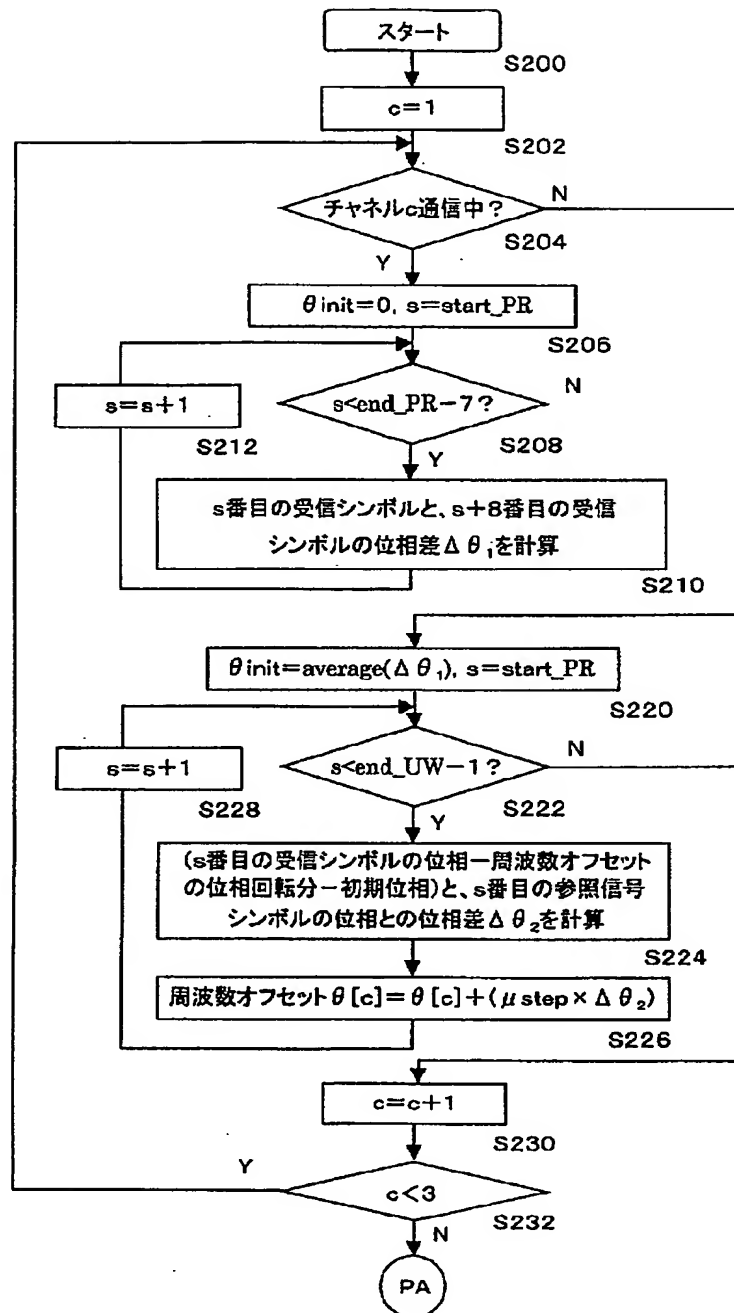 スタート
S200
c=1
S202
チャネルc通信中?
N
S204
Y
θinit=0, s=start_PR
S206
s=s+1
s<end_PR-7?
N
S212
S208
Y
s番目の受信シンボルと、s+8番目の受信
シンボルの位相差Δθ₁を計算
S210
θinit=average(Δθ₁), s=start_PR
S220
s=s+1
s<end_UW-1?
N
S228
S222
Y
(s番目の受信シンボルの位相-周波数オフセット
の位相回転分-初期位相)と、s番目の参照信号
シンボルの位相との位相差Δθ₂を計算
S224
周波数オフセットθ[c]=θ[c]+(μstep×Δθ₂)
S226
c=c+1
S230
Y
c<3
S232
N
PA